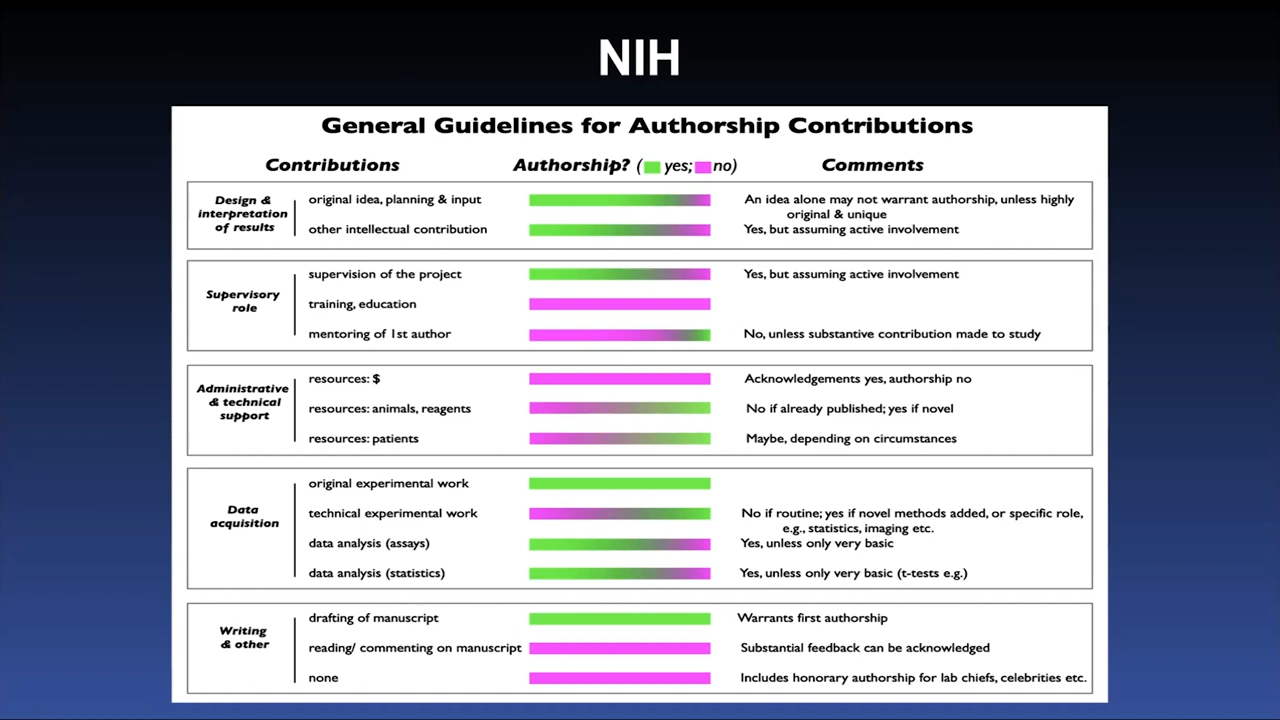 NIH
General Guidelines for Authorship Contributions
Contributions Authorship? (yes; no) Comments
Design &
interpretation
of results
original idea, planning & input
An idea alone may not warrant authorship, unless highly
original & unique
other intellectual contribution
Yes, but assuming active involvement
Supervisory
role
supervision of the project
Yes, but assuming active involvement
training, education
mentoring of 1st author
No, unless substantive contribution made to study
Administrative
& technical
support
resources: $
Acknowledgements yes, authorship no
resources: animals, reagents
No if already published; yes if novel
resources: patients
Maybe, depending on circumstances
Data
acquisition
original experimental work
technical experimental work
No if routine; yes if novel methods added, or specific role,
e.g., statistics, imaging etc.
data analysis (assays)
Yes, unless only very basic
data analysis (statistics)
Yes, unless only very basic (t-tests e.g.)
Writing
& other
drafting of manuscript
Warrants first authorship
reading/ commenting on manuscript
Substantial feedback can be acknowledged
none
Includes honorary authorship for lab chiefs, celebrities etc.